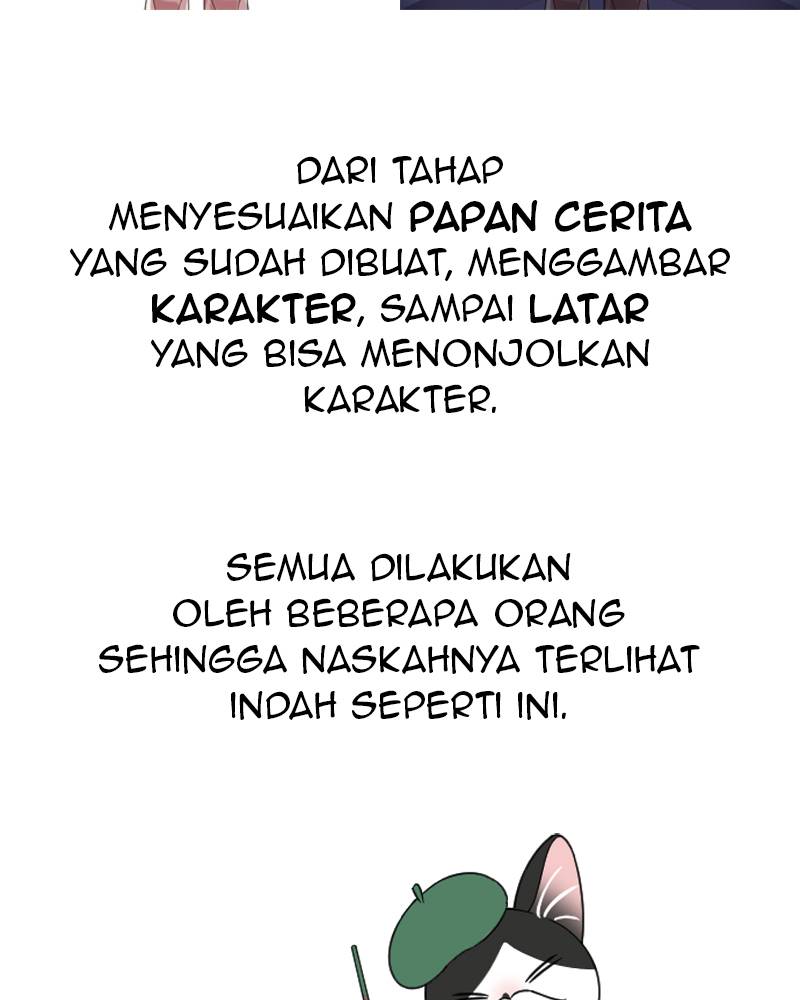 DARI TAHAP
MENYESUAIKAN PAPAN CERITA
YANG SUDAH DIBUAT, MENGGAMBAR
KARAKTER, SAMPAI LATAR
YANG BISA MENONJOLKAN
KARAKTER.
SEMUA DILAKUKAN
OLEH BEBERAPA ORANG
SEHINGGA NASKAHNYA TERLIHAT
INDAH SEPERTI INI.